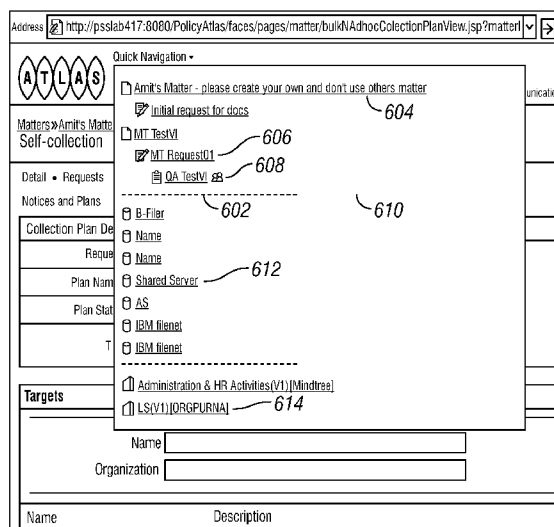 Address http://psslab417:8080/PolicyAtlas/faces/pages/matter/bulkNAdhocColectionPlanView.jsp?matterl
Quick Navigation
ATLAS
Amit's Matter - please create your own and don't use others matter
604
unicatic
Initial request for docs
Matters»Amit's Matte
MT TestVI
606
Self-collection
MT Request01
608
QA TestVI
Detail • Requests
602
610
Notices and Plans
B-Filer
Collection Plan De
Name
Reque
Name
Plan Nam
Shared Server
612
Plan Stat
AS
IBM filenet
T
IBM filenet
Administration & HR Activities(V1)[Mindtree]
Targets
LS(V1)[ORGPURNA]
614
Name
Organization
Name Description